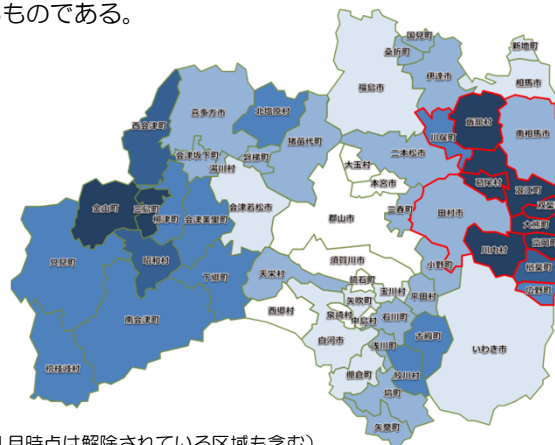 ものである。
国見町
桑折町
新地町
伊達市
相馬市
福島市
西会津町
喜多方市
北塩原村
猪苗代町
川俣町
飯舘村
南相馬市
会津坂下町
磐梯町
湯川村
二本松市
大玉村
本宮市
葛尾村
浪江町
双葉
金山町
三島町
柳津町
会津美里町
会津若松市
郡山市
三春町
田村市
大熊町
富岡町
川内村
楢葉町
広野町
只見町
昭和村
下郷町
天栄村
須賀川市
鏡石町
玉川村
平田村
小野町
南会津町
西郷村
矢吹町
泉崎村
中島村
石川町
古殿町
いわき市
檜枝岐村
白河市
浅川町
棚倉町
鮫川村
塙町
矢祭町
月時点は解除されている区域も含む）